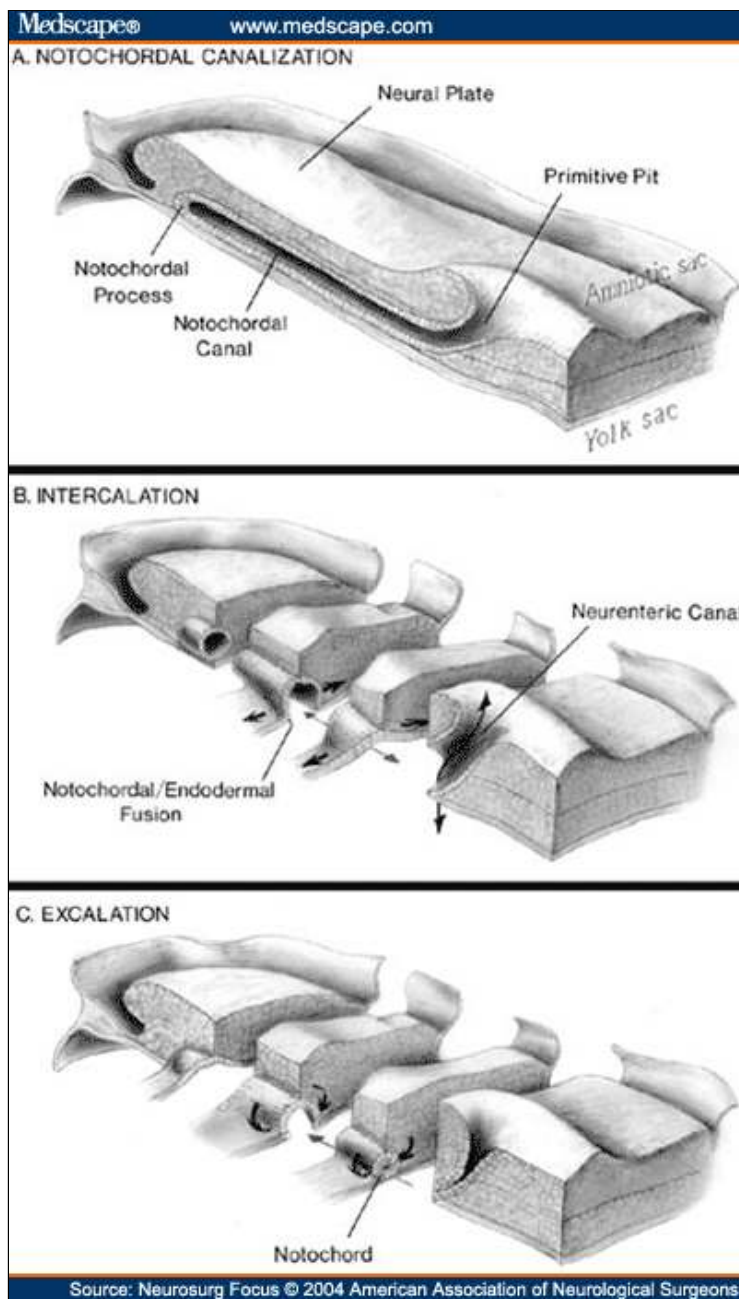 Medscape® www.medscape.com
A. NOTOCHORDAL CANALIZATION
Neural Plate
Primitive Pit
Notochordal
Process
Notochordal
Canal
Amniotic sac
Yolk sac
B. INTERCALATION
Neurenteric Canal
Notochordal/Endodermal
Fusion
C. EXCALATION
Notochord
Source: Neurosurg Focus © 2004 American Association of Neurological Surgeons